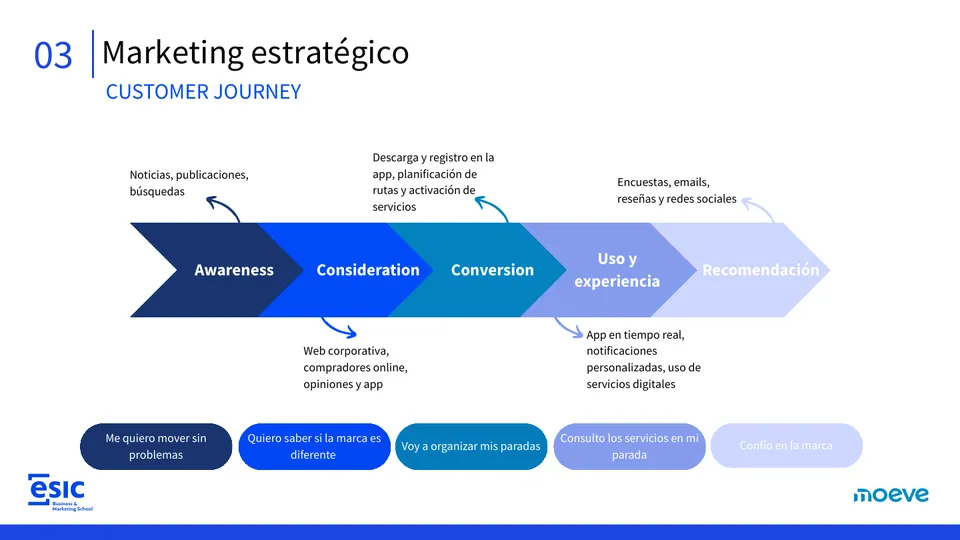 03
Marketing estratégico
CUSTOMER JOURNEY
Noticias, publicaciones,
búsquedas
Descarga y registro en la
app, planificación de
rutas y activación de
servicios
Encuestas, emails,
reseñas y redes sociales
Awareness
Consideration
Conversion
Uso y
experiencia
Recomendación
Web corporativa,
compradores online,
opiniones y app
App en tiempo real,
notificaciones
personalizadas, uso de
servicios digitales
Me quiero mover sin
problemas
Quiero saber si la marca es
diferente
Voy a organizar mis paradas
Consulto los servicios en mi
parada
Confío en la marca
esic
Business &
Marketing School
moeve